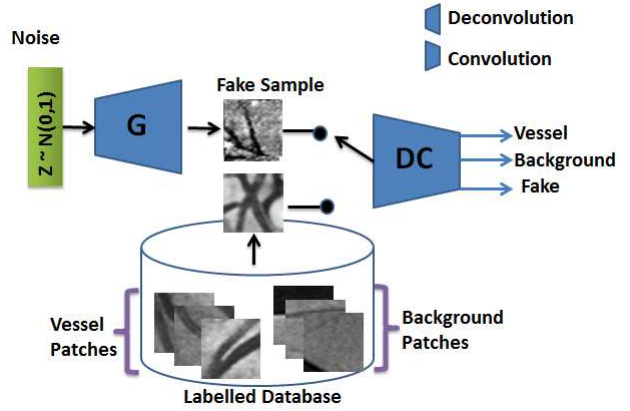 Deconvolution
Convolution
Noise
Z ~ N(0,1)
G
Fake Sample
DC
Vessel
Background
Fake
Vessel
Patches
Background
Patches
Labelled Database